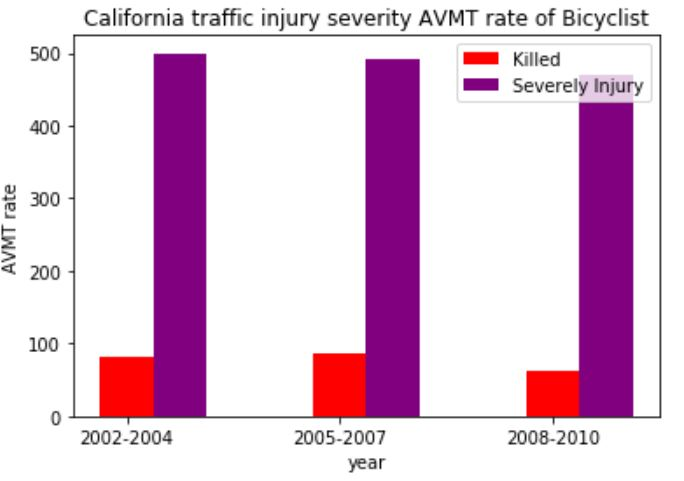 California traffic injury severity AVMT rate of Bicyclist
Killed
Severely Injury
500
400
300
200
100
0
AVMT rate
2002-2004 2005-2007 2008-2010
year